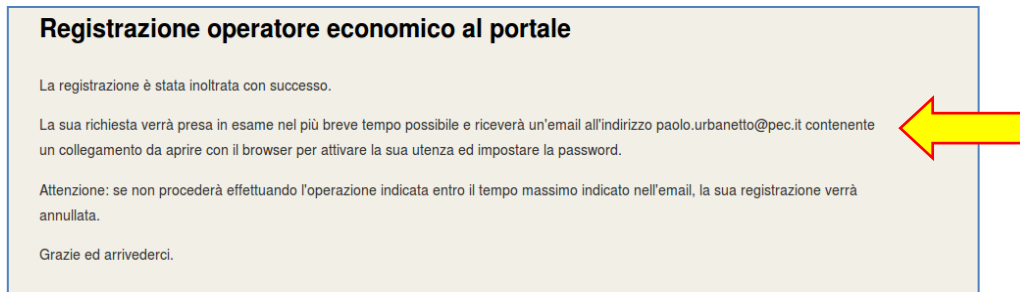 Registrazione operatore economico al portale
La registrazione è stata inoltrata con successo.
La sua richiesta verrà presa in esame nel più breve tempo possibile e riceverà un'email all'indirizzo paolo.urbanetto@pec.it contenente
un collegamento da aprire con il browser per attivare la sua utenza ed impostare la password.
Attenzione: se non procederà effettuando l'operazione indicata entro il tempo massimo indicato nell'email, la sua registrazione verrà
annullata.
Grazie ed arrivederci.